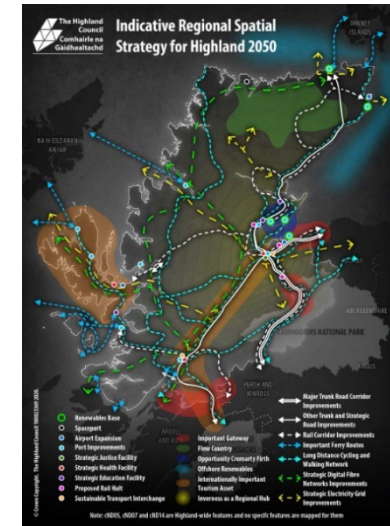 The Highland
Council
Comhairle na
Gàidhealtachd
Indicative Regional Spatial
Strategy for Highland 2050
ORKNEY
ISLANDS
NA H-EILEANAN
ABERDEENSHIRE
CAIRNGORMS NATIONAL PARK
PERTH AND
KINROSS
ARGYLL
Renewables Base
Spaceport
Airport Expansion
Port Improvements
Strategic Justice Facility
Strategic Health Facility
Strategic Education Facility
Proposed Rail Halt
Sustainable Transport Interchange
Important Gateway
Flow Country
Opportunity Cromarty Firth
Offshore Renewables
Internationally Important
Tourism Asset
Inverness as a Regional Hub
Major Trunk Road Corridor
Improvements
Other Trunk and Strategic
Road Improvements
Rail Corridor Improvements
Important Ferry Routes
Long Distance Cycling and
Walking Network
Strategic Digital Fibre
Networks Improvements
Strategic Electricity Grid
Improvements
Note: cND05, cND07 and cND14 are Highland-wide features and no specific features are mapped for them